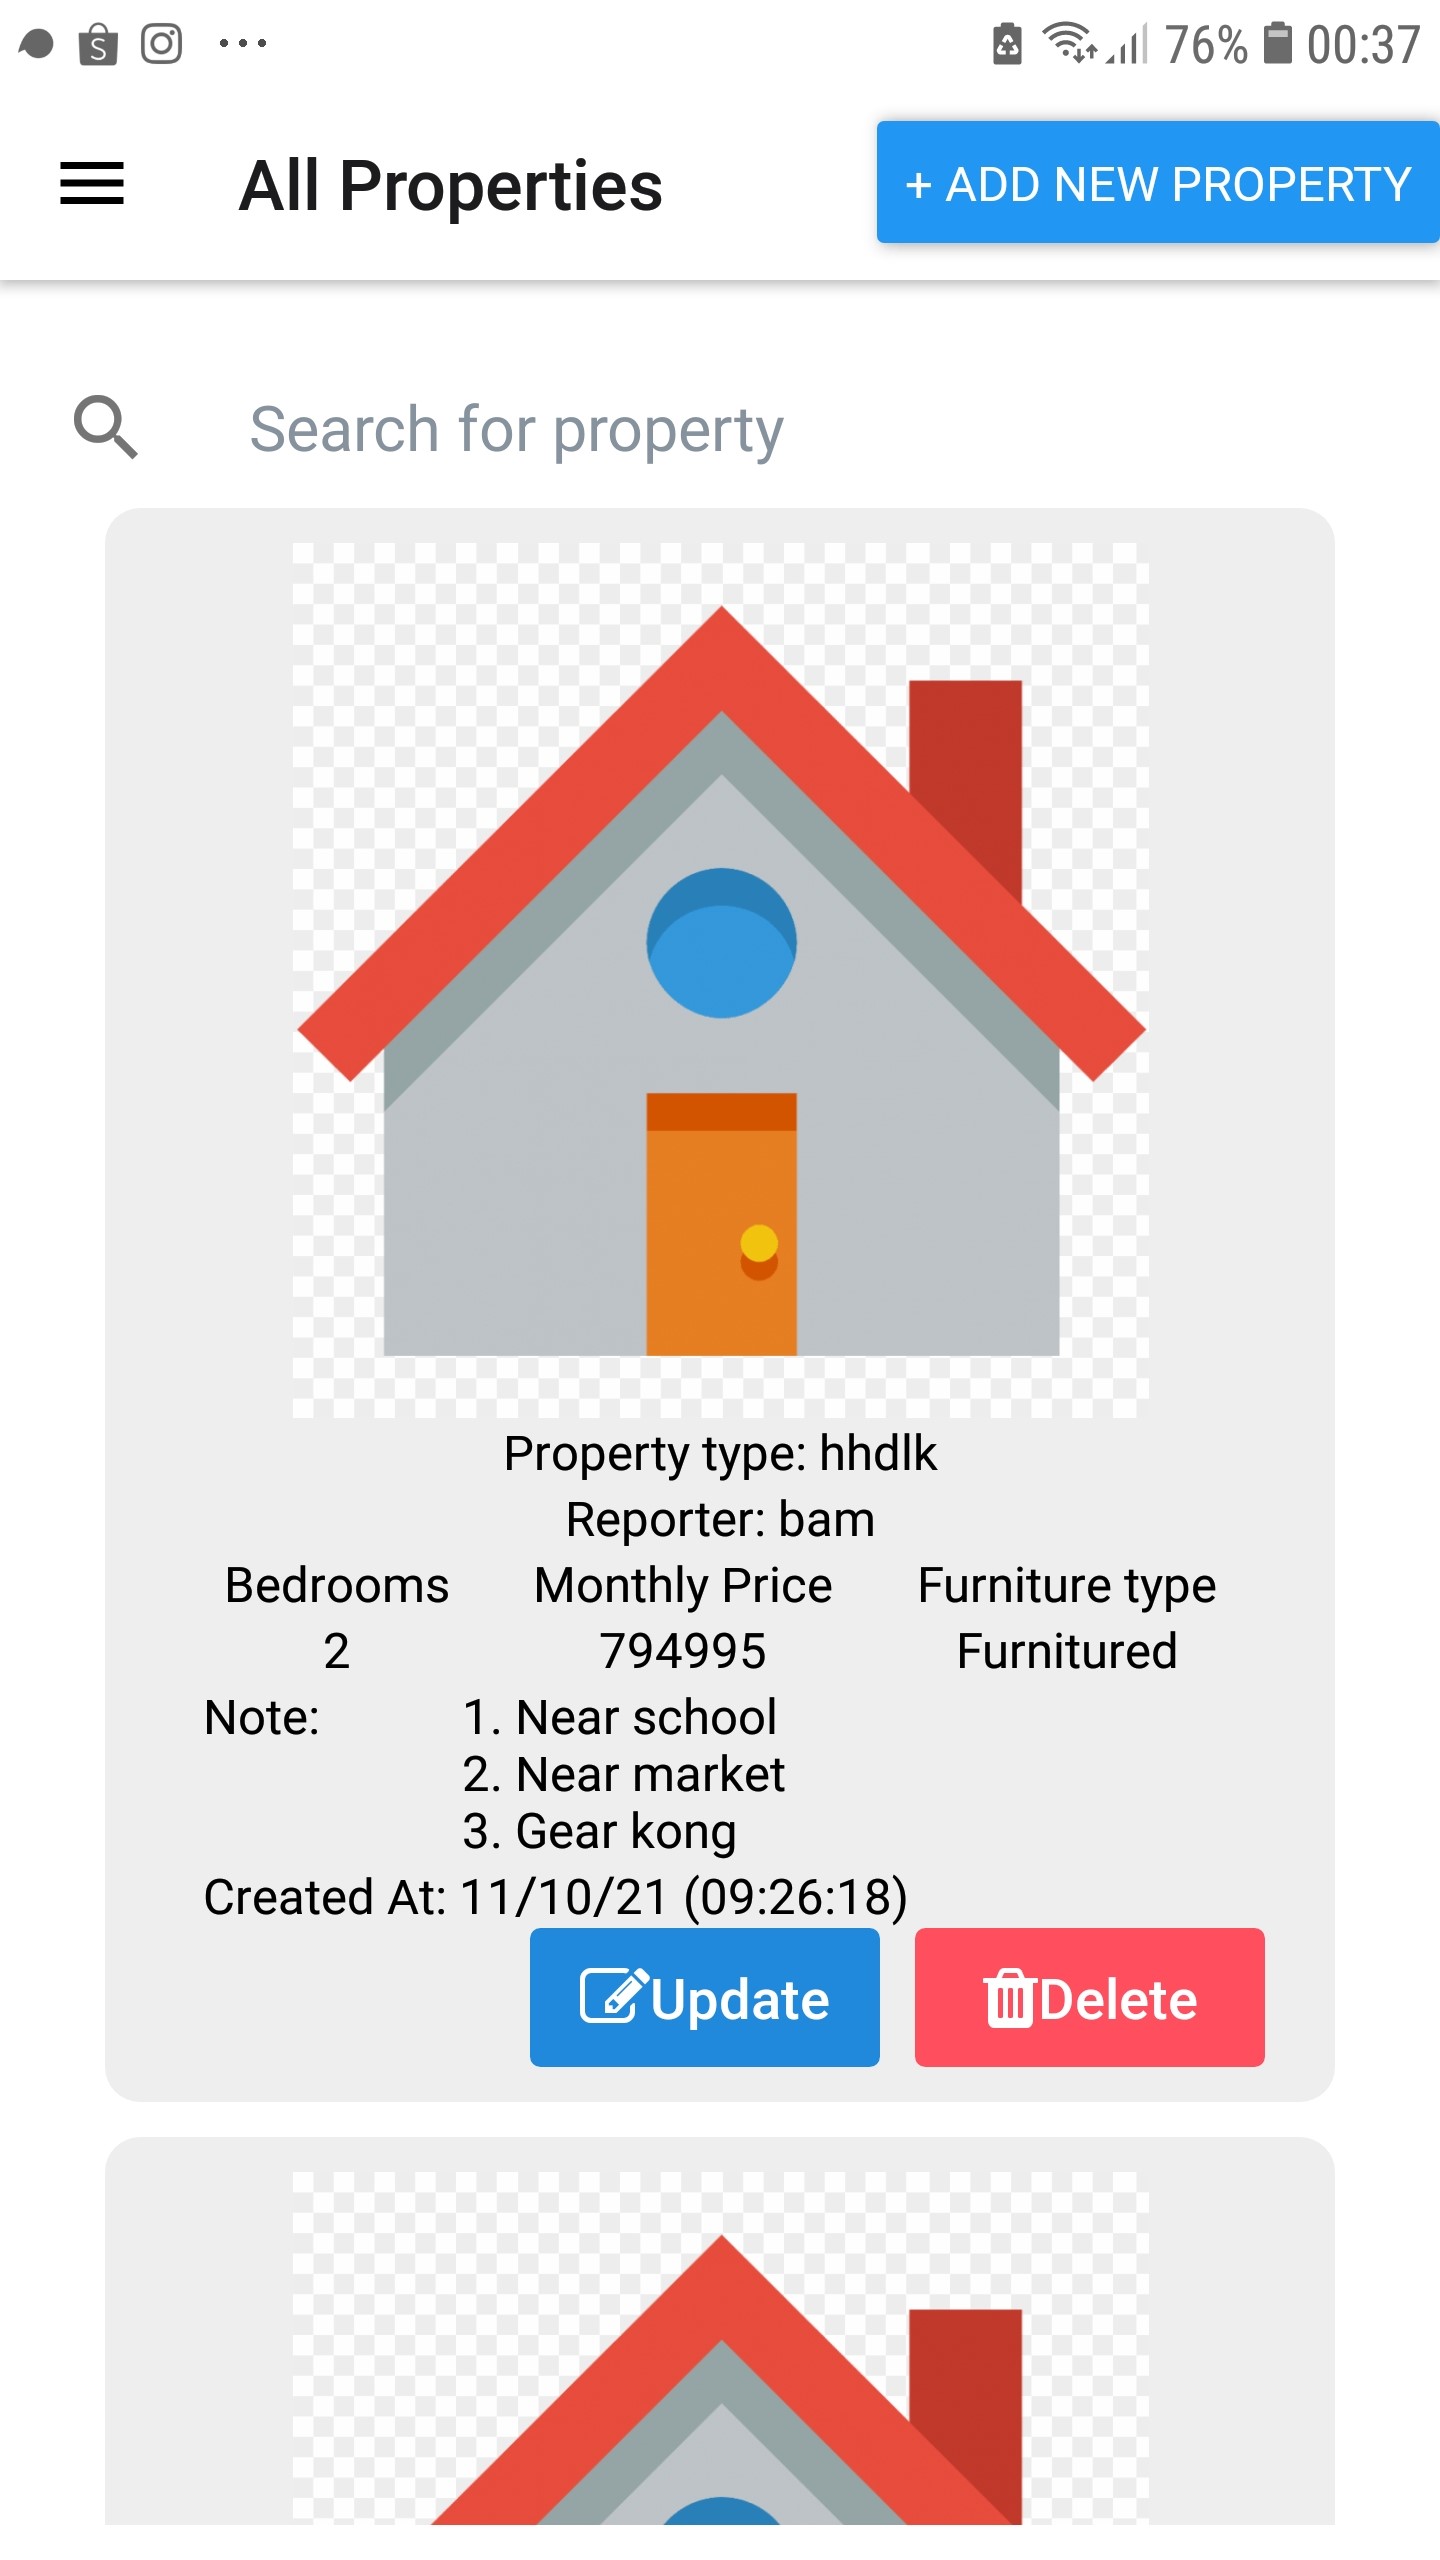 76% 00:37
All Properties
+ ADD NEW PROPERTY
Search for property
Property type: hhdlk
Reporter: bam
Bedrooms Monthly Price Furniture type
2 794995 Furnitured
Note: 1. Near school
2. Near market
3. Gear kong
Created At: 11/10/21 (09:26:18)
Update Delete